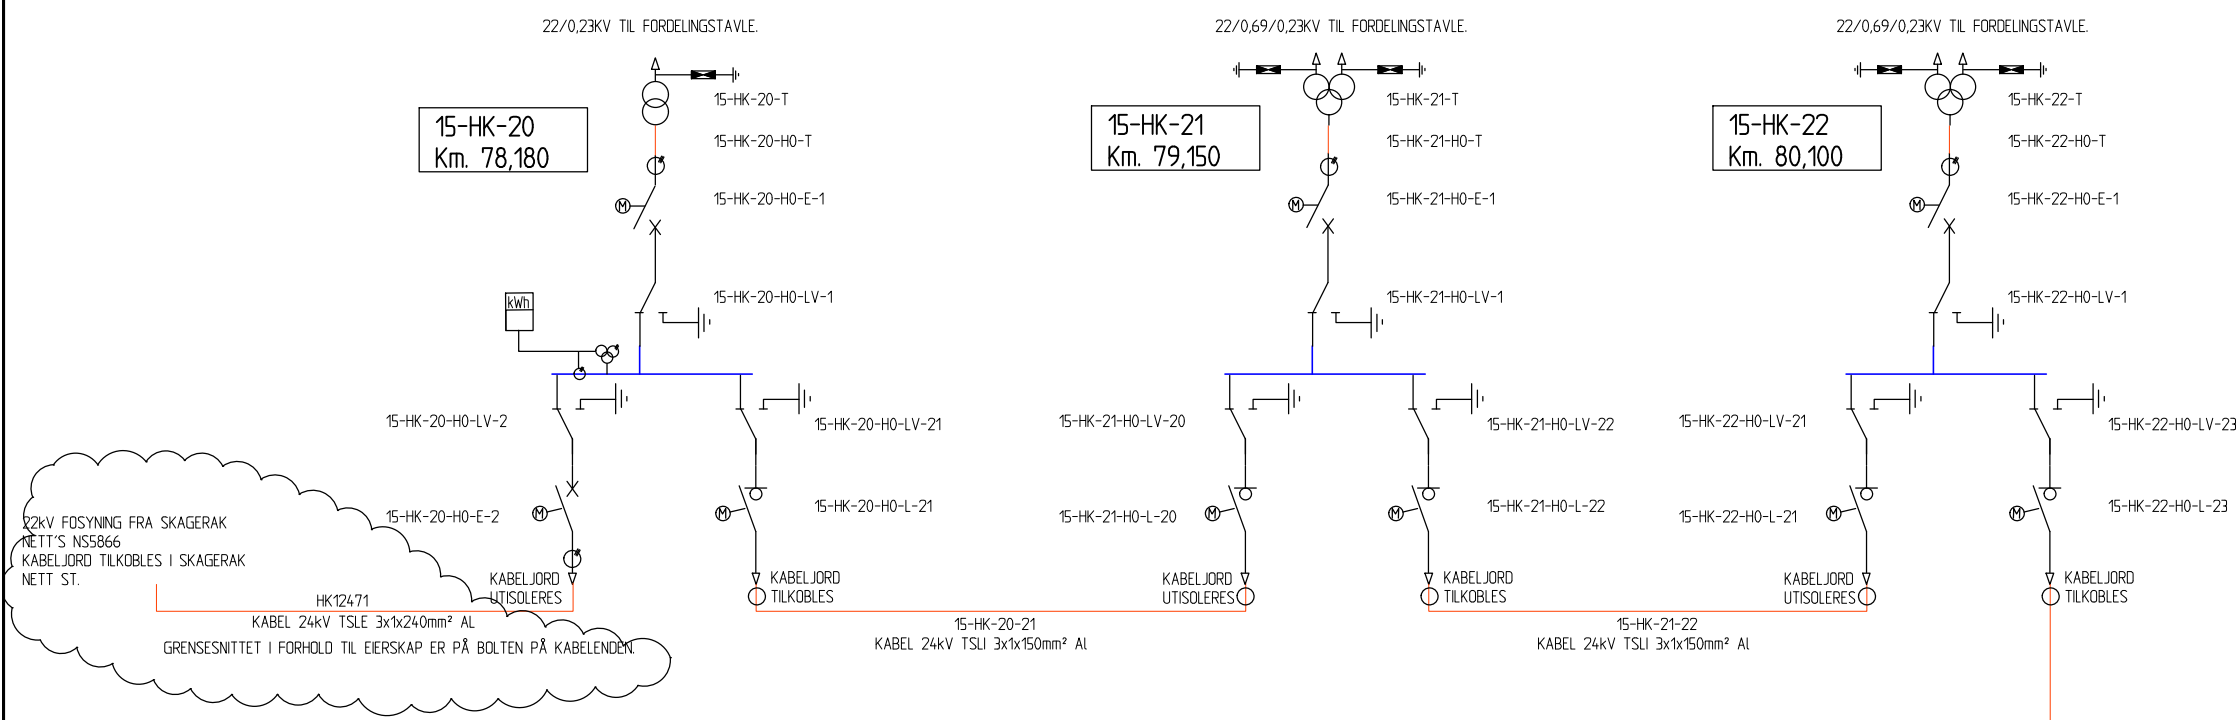 22/0,23KV TIL FORDELINGSTAVLE.
22/0,69/0,23KV TIL FORDELINGSTAVLE.
22/0,69/0,23KV TIL FORDELINGSTAVLE.
15-HK-20-T
15-HK-21-T
15-HK-22-T
15-HK-20
Km. 78,180
15-HK-21
Km. 79,150
15-HK-22
Km. 80,100
15-HK-20-H0-T
15-HK-21-H0-T
15-HK-22-H0-T
M
15-HK-20-H0-E-1
M
15-HK-21-H0-E-1
M
15-HK-22-H0-E-1
kWh
15-HK-20-H0-LV-1
15-HK-21-H0-LV-1
15-HK-22-H0-LV-1
15-HK-20-H0-LV-2
15-HK-20-H0-LV-21
15-HK-21-H0-LV-20
15-HK-21-H0-LV-22
15-HK-22-H0-LV-21
15-HK-22-H0-LV-23
15-HK-20-H0-E-2
M
M
15-HK-20-H0-L-21
15-HK-21-H0-L-20
M
M
15-HK-21-H0-L-22
15-HK-22-H0-L-21
M
M
15-HK-22-H0-L-23
22kV FOSYNING FRA SKAGERAK
NETT'S NS5866
KABELJORD TILKOBLES I SKAGERAK
NETT ST.
KABELJORD
UTISOLERES
KABELJORD
TILKOBLES
KABELJORD
UTISOLERES
KABELJORD
TILKOBLES
KABELJORD
UTISOLERES
KABELJORD
TILKOBLES
HK12471
KABEL 24kV TSLE 3x1x240mm² AL
GRENSESNITTET I FORHOLD TIL EIERSKAP ER PÅ BOLTEN PÅ KABELENDEN.
15-HK-20-21
KABEL 24kV TSLI 3x1x150mm² Al
15-HK-21-22
KABEL 24kV TSLI 3x1x150mm² Al